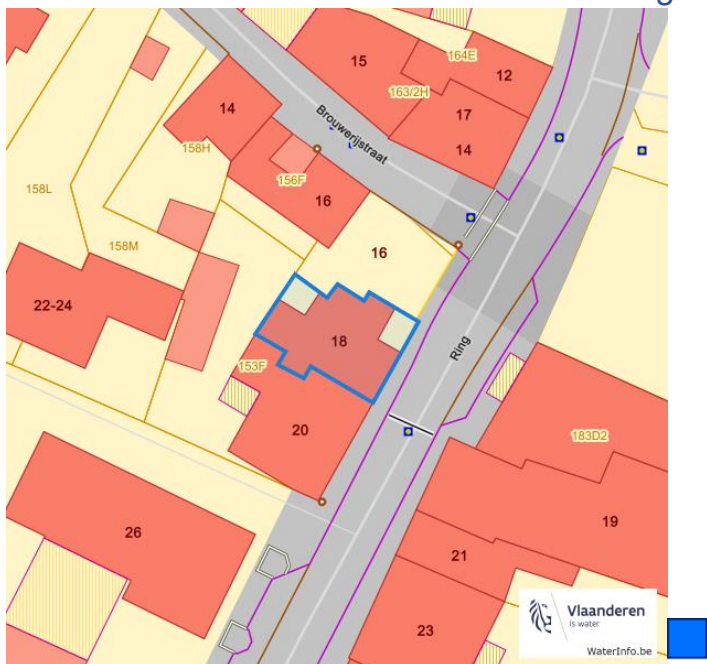 15
164E
12
163/2H
17
14
14
Brouwerijstraat
158H
156F
158L
16
158M
16
22-24
18
Ring
153F
20
183D2
26
19
21
23
Vlaanderen
is water
WaterInfo.be